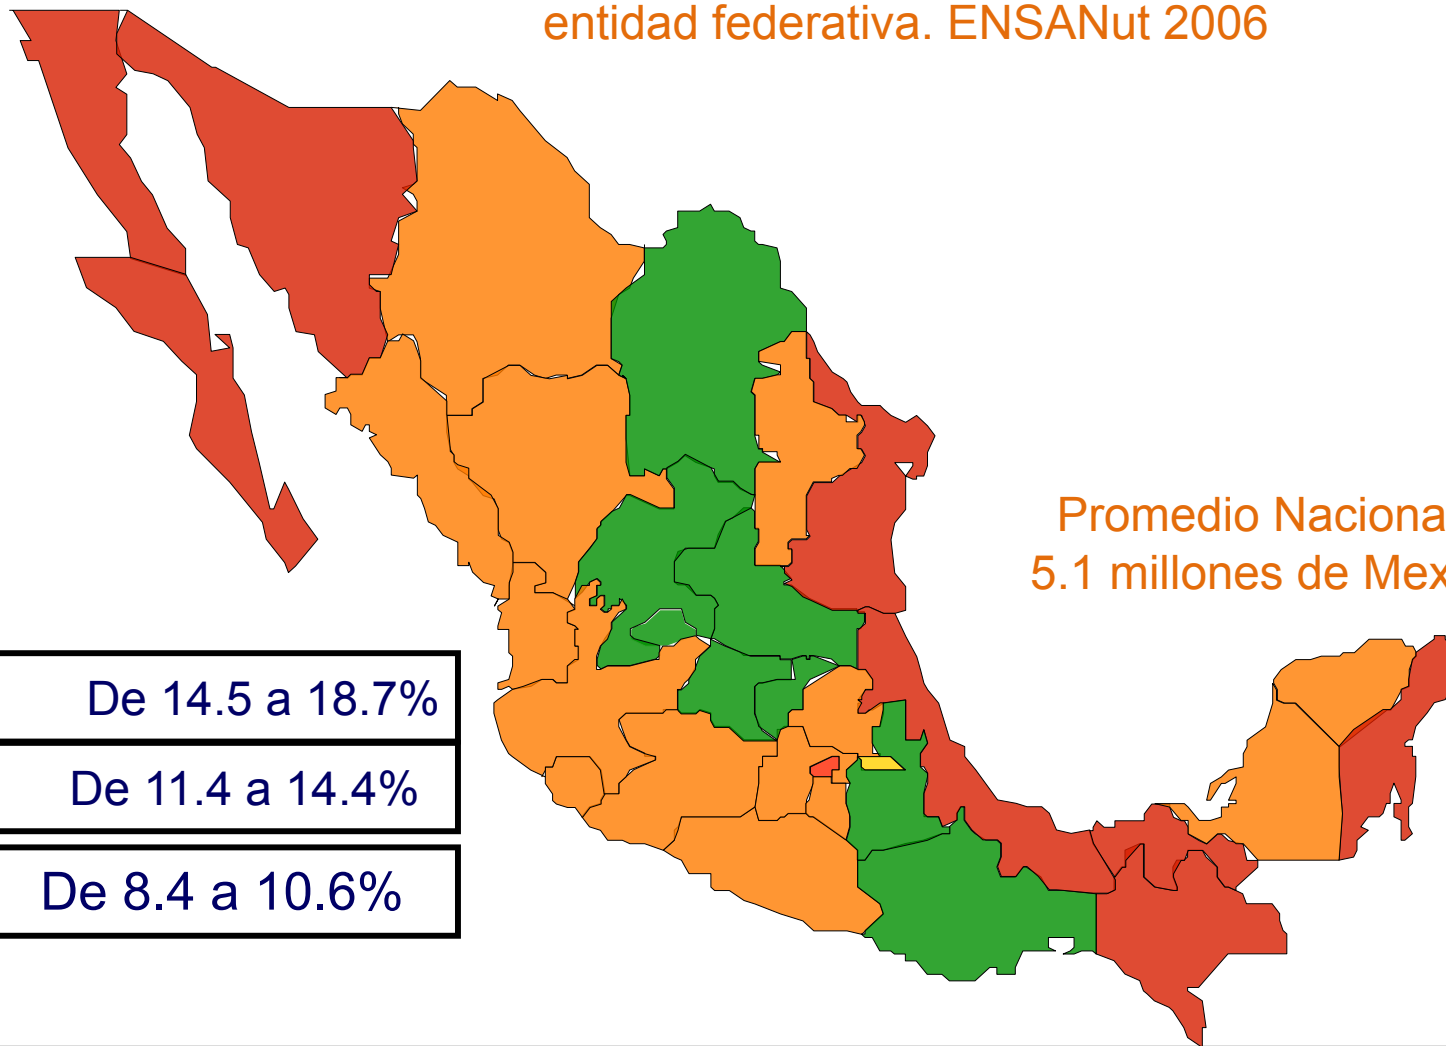 entidad federativa. ENSANut 2006
Promedio Naciona
5.1 millones de Mex
De 14.5 a 18.7%
De 11.4 a 14.4%
De 8.4 a 10.6%